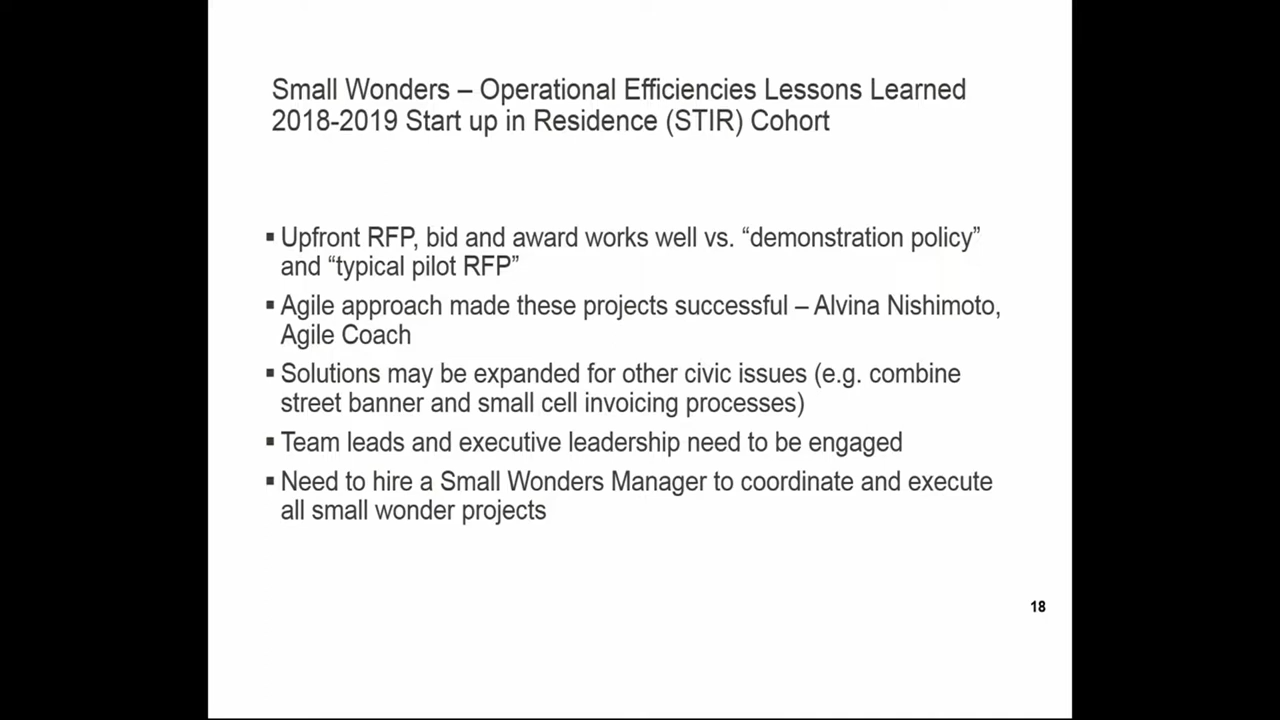 Small Wonders – Operational Efficiencies Lessons Learned
2018-2019 Start up in Residence (STIR) Cohort
▪ Upfront RFP, bid and award works well vs. “demonstration policy”
and “typical pilot RFP”
▪ Agile approach made these projects successful – Alvina Nishimoto,
Agile Coach
▪ Solutions may be expanded for other civic issues (e.g. combine
street banner and small cell invoicing processes)
▪ Team leads and executive leadership need to be engaged
▪ Need to hire a Small Wonders Manager to coordinate and execute
all small wonder projects
18